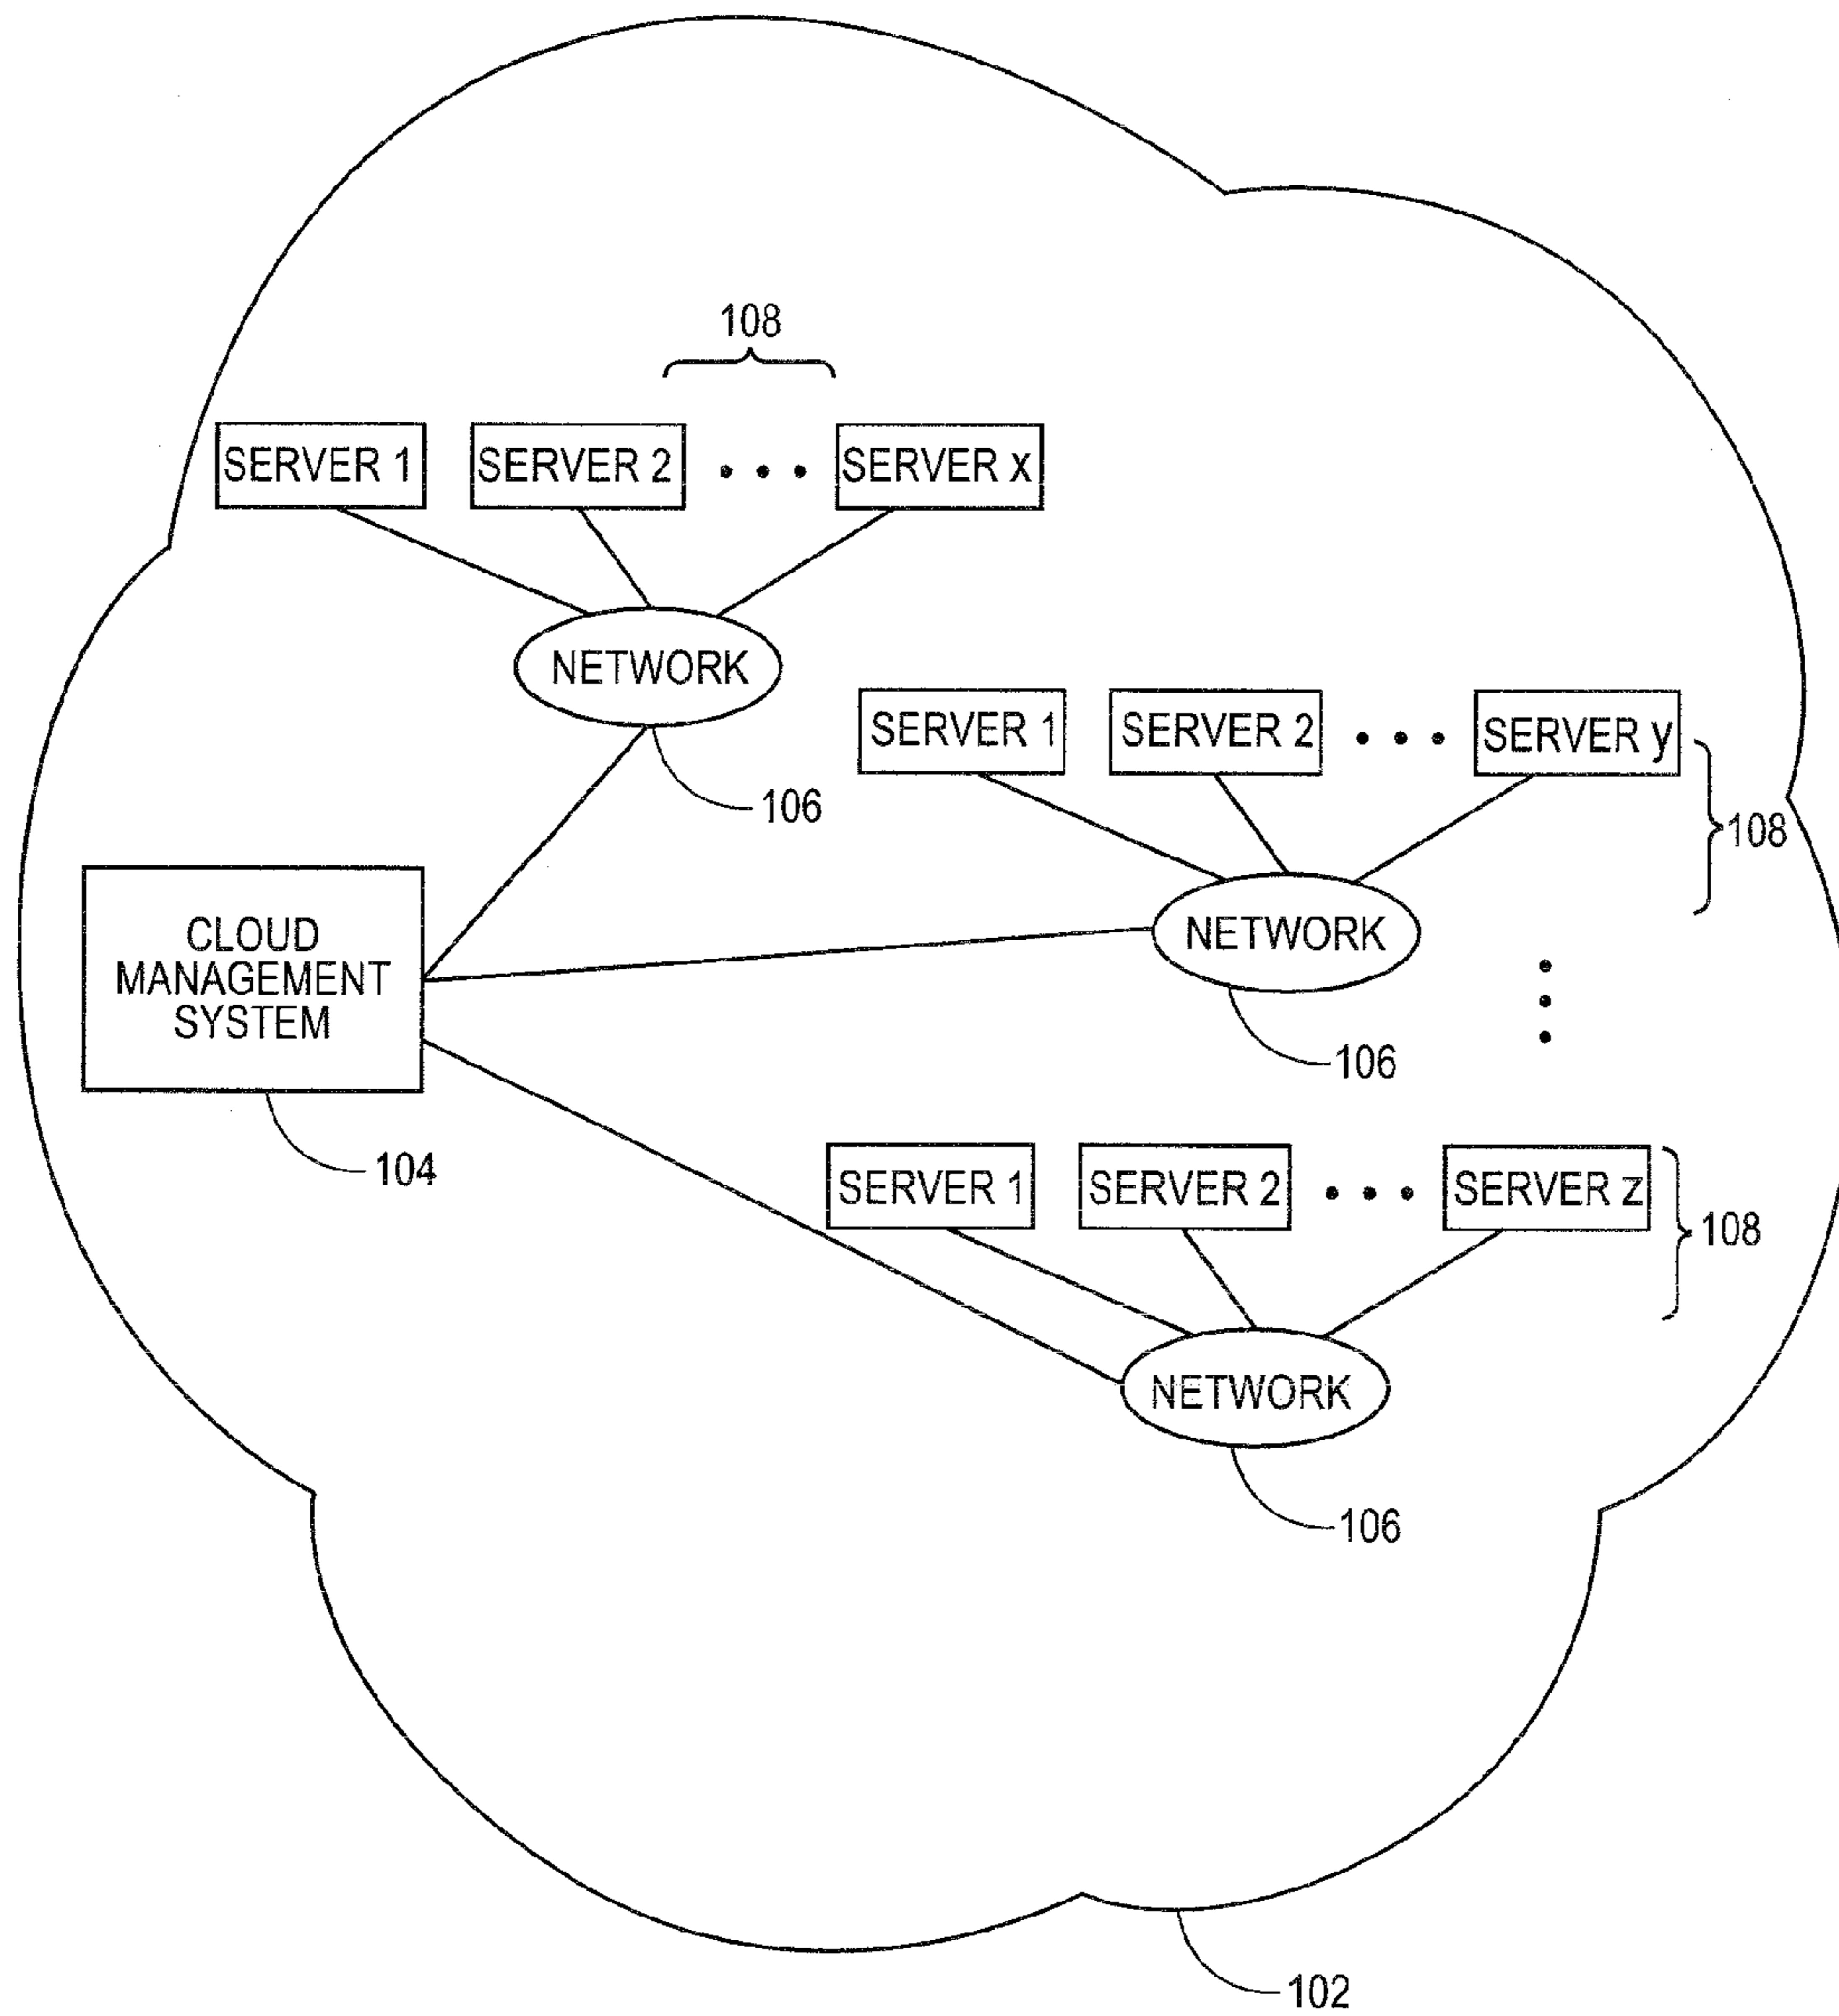 108
SERVER 1 SERVER 2 • • • SERVER x
NETWORK
106
SERVER 1 SERVER 2 • • • SERVER y
108
NETWORK
106
CLOUD
MANAGEMENT
SYSTEM
104
SERVER 1 SERVER 2 • • • SERVER z
108
NETWORK
106
102